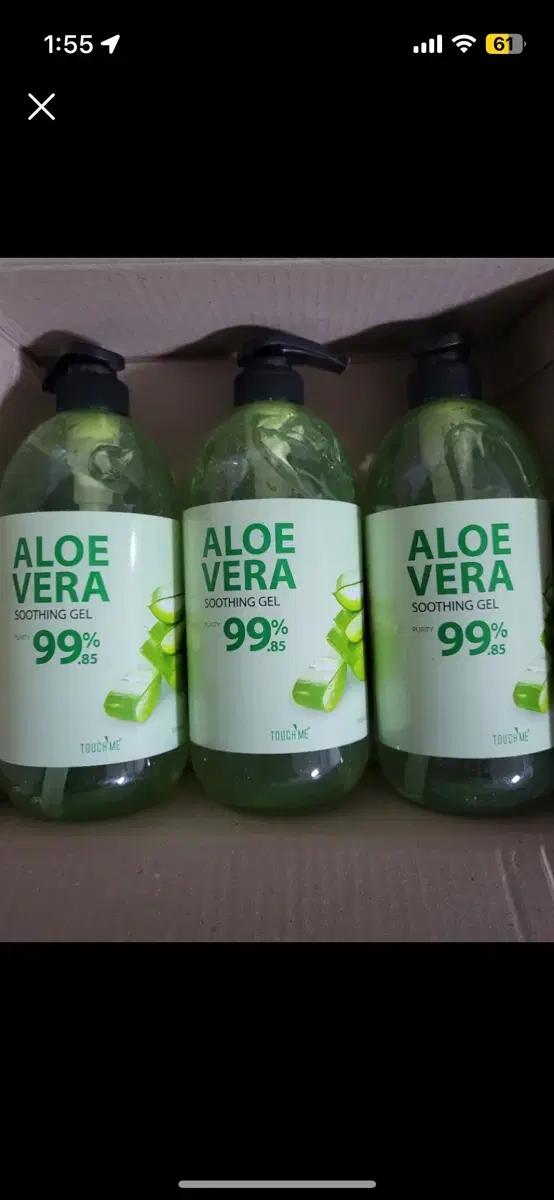 1:55
61
ALOE
VERA
SOOTHING GEL
PURITY
99%
.85
TOUCH ME
ALOE
VERA
SOOTHING GEL
PURITY
99%
.85
TOUCH ME
ALOE
VERA
SOOTHING GEL
PURITY
99%
.85
TOUCH ME